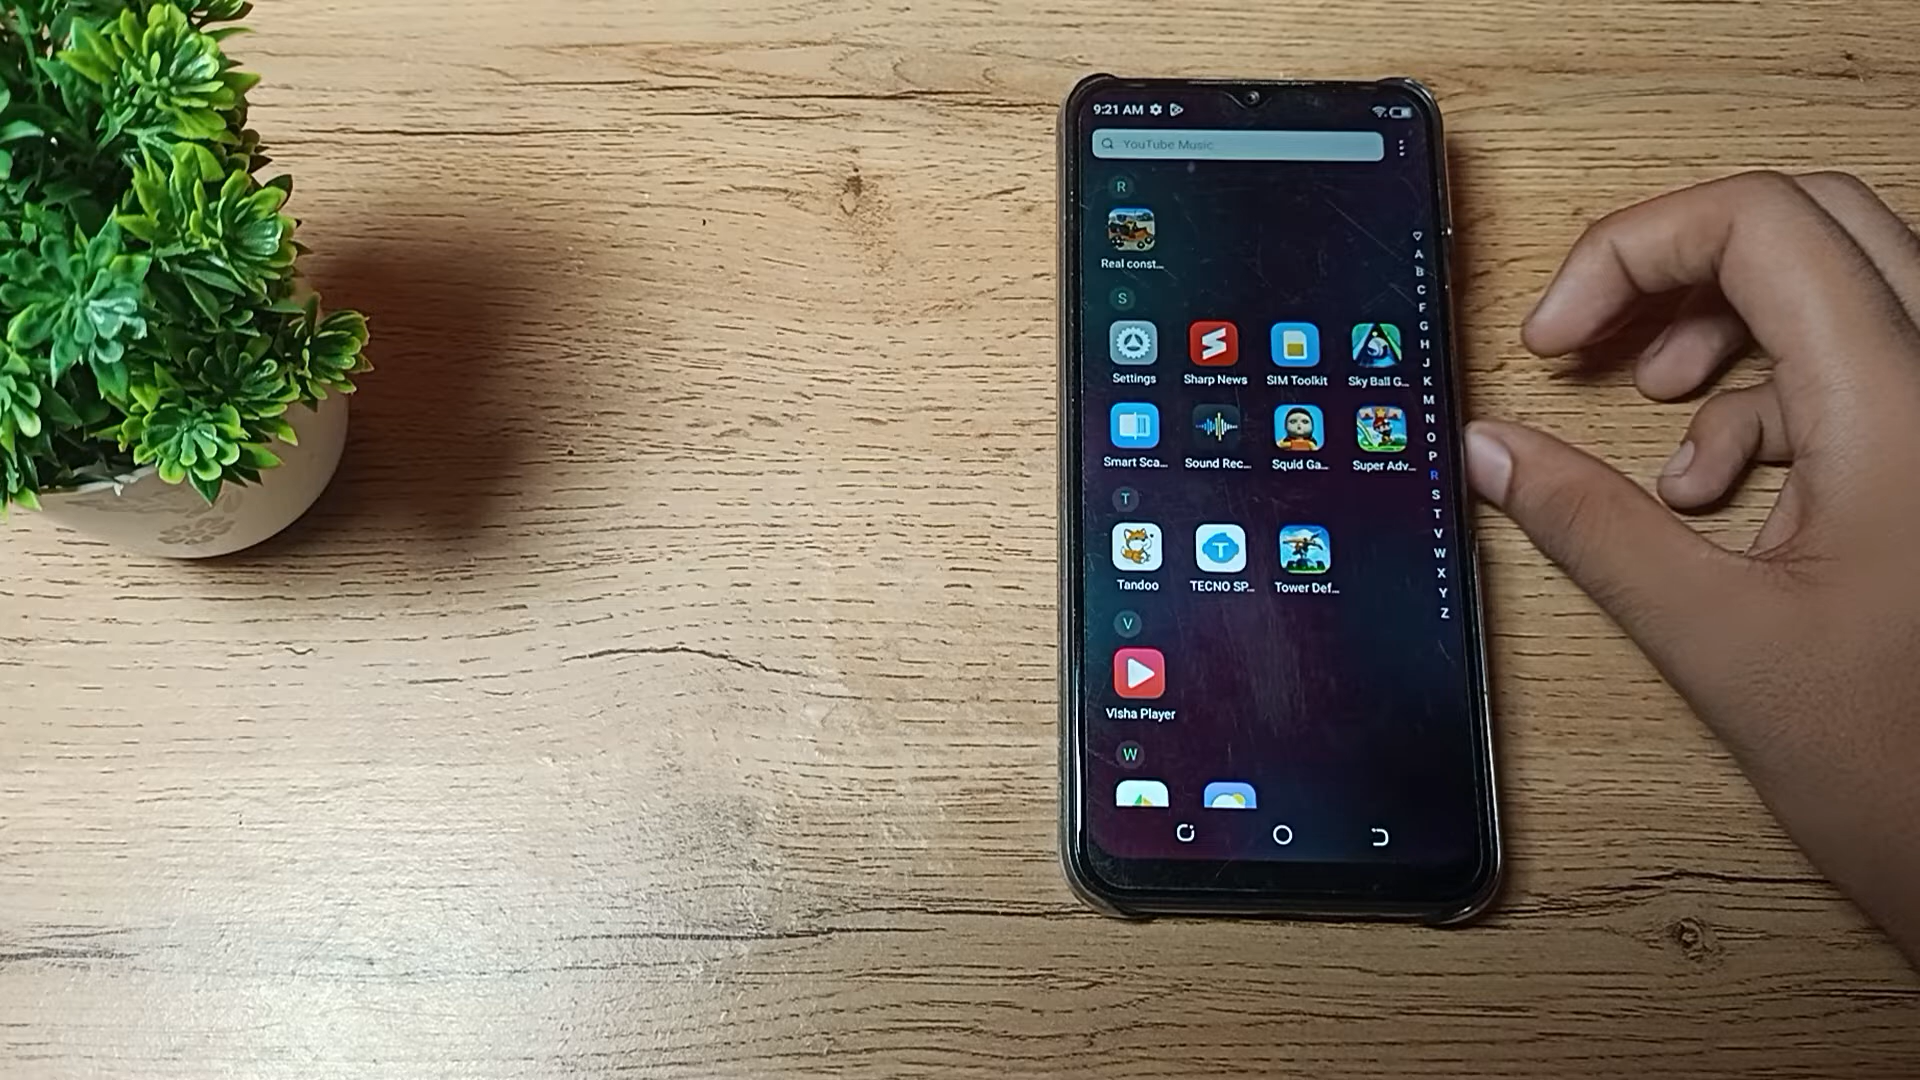 9:21 AM
YouTube Music
R
Real const...
S
Settings Sharp News SIM Toolkit Sky Ball G...
Smart Sca... Sound Rec... Squid Ga... Super Adv...
T
Tandoo TECNO SP... Tower Def...
V
Visha Player
W
A
B
C
F
G
H
J
K
M
N
O
P
R
S
T
V
W
X
Y
Z